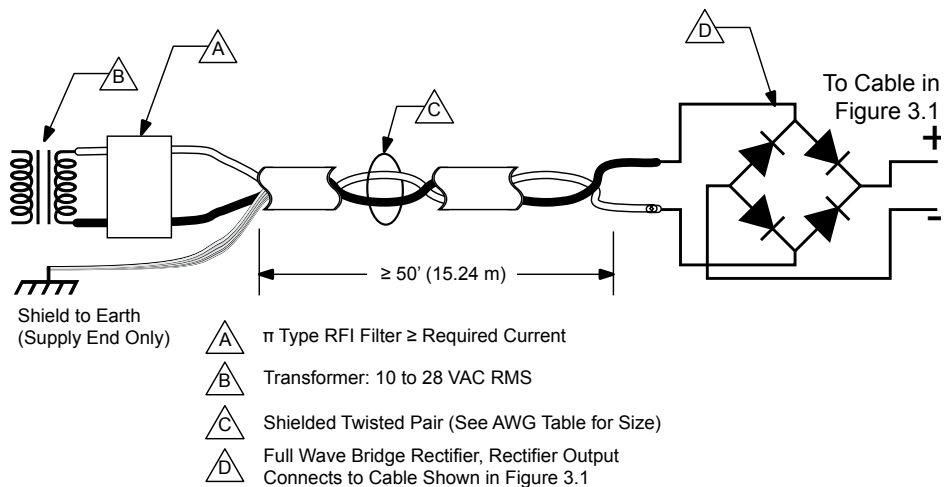 A
B
C
D
To Cable in
Figure 3.1
+
-
≥ 50' (15.24 m)
Shield to Earth
(Supply End Only)
A π Type RFI Filter ≥ Required Current
B Transformer: 10 to 28 VAC RMS
C Shielded Twisted Pair (See AWG Table for Size)
D Full Wave Bridge Rectifier, Rectifier Output
Connects to Cable Shown in Figure 3.1